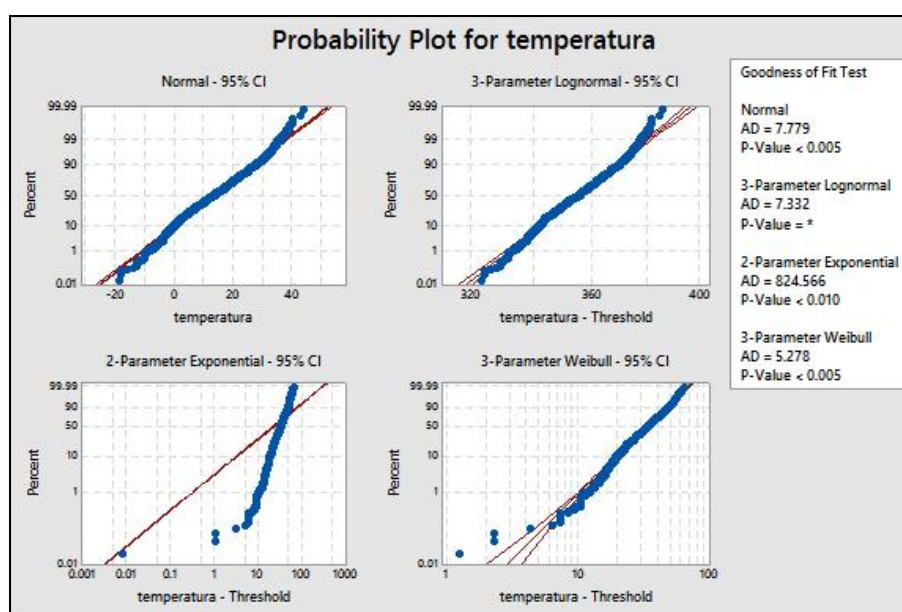 Probability Plot for temperatura
Normal - 95% CI
99.99
99
90
50
10
1
0.01
Percent
-20 0 20 40
temperatura
3-Parameter Lognormal - 95% CI
99.99
99
90
50
10
1
0.01
Percent
320 360 400
temperatura - Threshold
2-Parameter Exponential - 95% CI
99.99
90
50
10
1
0.01
Percent
0.001 0.01 0.1 1 10 100 1000
temperatura - Threshold
3-Parameter Weibull - 95% CI
99.99
90
50
10
1
0.01
Percent
1 10 100
temperatura - Threshold
Goodness of Fit Test
Normal
AD = 7.779
P-Value < 0.005
3-Parameter Lognormal
AD = 7.332
P-Value = *
2-Parameter Exponential
AD = 824.566
P-Value < 0.010
3-Parameter Weibull
AD = 5.278
P-Value < 0.005